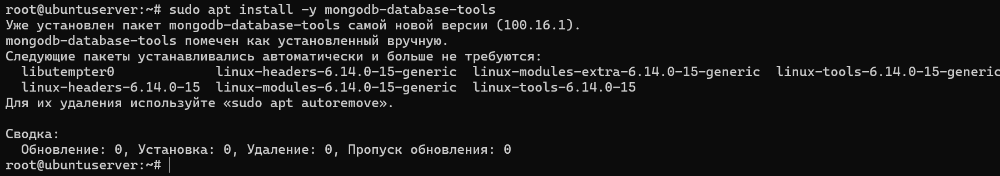 root@ubuntuserver:~# sudo apt install -y mongodb-database-tools
Уже установлен пакет mongodb-database-tools самой новой версии (100.16.1).
mongodb-database-tools помечен как установленный вручную.
Следующие пакеты устанавливались автоматически и больше не требуются:
  libutempter0             linux-headers-6.14.0-15-generic  linux-modules-extra-6.14.0-15-generic  linux-tools-6.14.0-15-generic
  linux-headers-6.14.0-15  linux-modules-6.14.0-15-generic  linux-tools-6.14.0-15
Для их удаления используйте «sudo apt autoremove».
Сводка:
  Обновление: 0, Установка: 0, Удаление: 0, Пропуск обновления: 0
root@ubuntuserver:~#